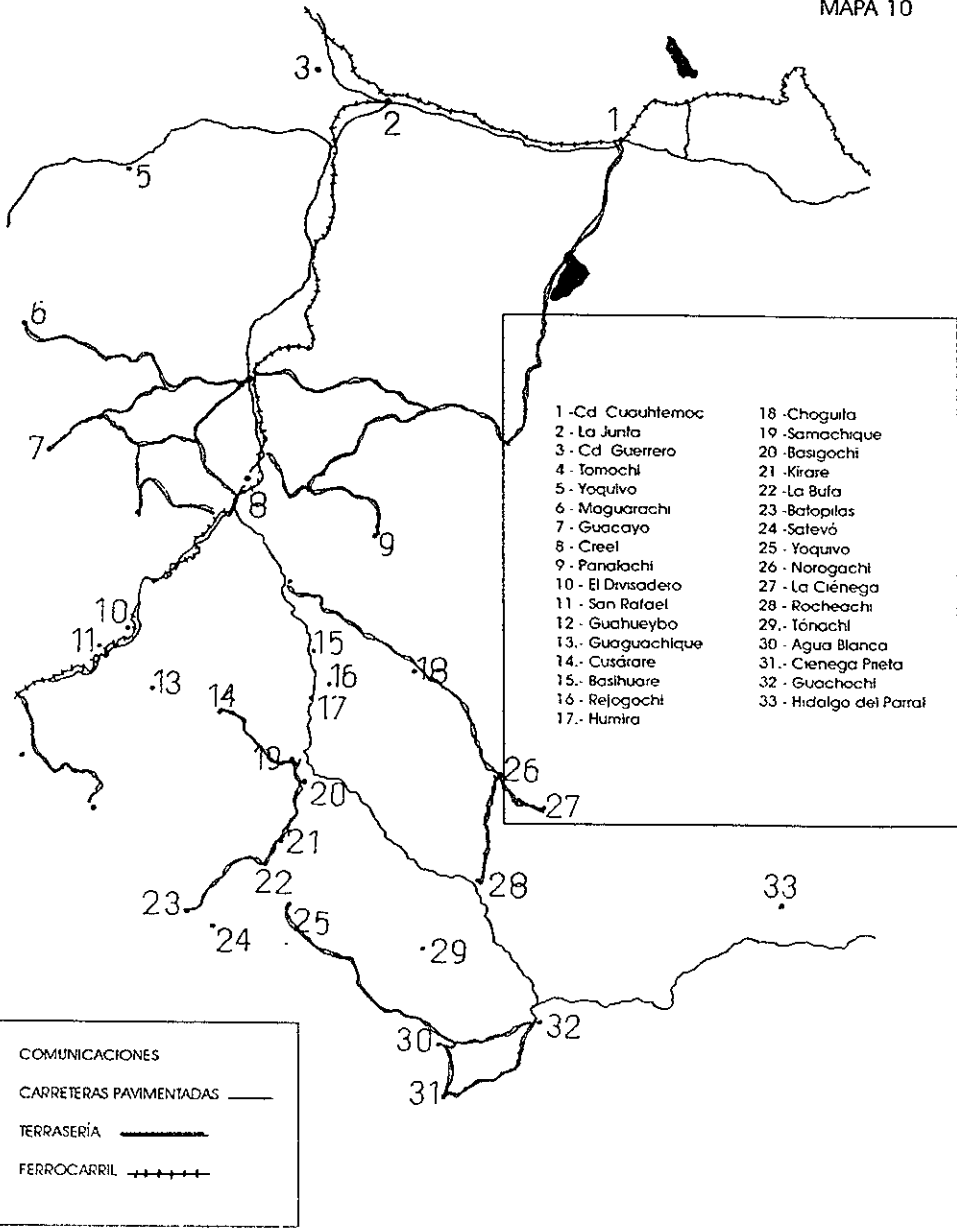 MAPA 10
3
2
1
5
6
7
8
9
10
11
13
14
15
16
17
18
19
20
21
22
23
24
25
26
27
28
29
30
31
32
33
1 -Cd Cuauhtemoc
2 - La Junta
3 - Cd Guerrero
4 - Tomochi
5 - Yoquivo
6 - Maguarachi
7 - Guacayo
8 - Creel
9 - Panalachi
10 - El Divisadero
11 - San Rafael
12 - Guahueybo
13.- Guaguachique
14.- Cusárare
15.- Basihuare
16 - Rejogochi
17.- Humira
18 -Choguita
19 -Samachique
20 -Basigochi
21 -Kirare
22 -La Bufa
23 -Batopilas
24 -Satevó
25 - Yoquivo
26 - Norogachi
27 - La Ciénega
28 - Rocheachi
29.- Tónachi
30 - Agua Blanca
31.- Cienega Prieta
32 - Guachochi
33 - Hidalgo del Parral
COMUNICACIONES
CARRETERAS PAVIMENTADAS
TERRASERÍA
FERROCARRIL